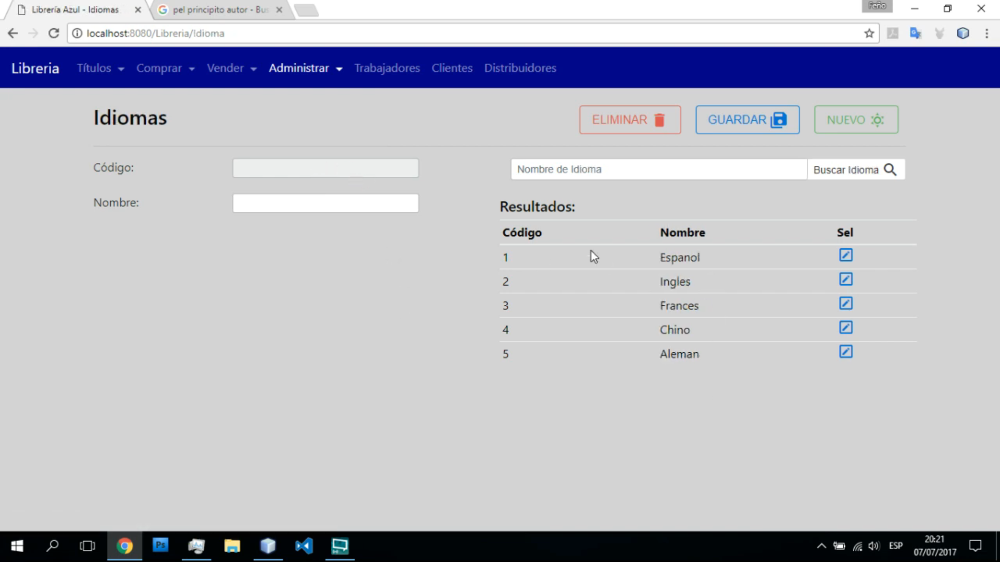 Librería Azul - Idiomas
pel principito autor - Bus
Feño
localhost:8080/Libreria/Idioma
Libreria Títulos Comprar Vender Administrar Trabajadores Clientes Distribuidores
Idiomas
ELIMINAR
GUARDAR
NUEVO
Código:
Nombre:
Nombre de Idioma
Buscar Idioma
Resultados:
Código Nombre Sel
1 Espanol
2 Ingles
3 Frances
4 Chino
5 Aleman
Ps
ESP
20:21
07/07/2017